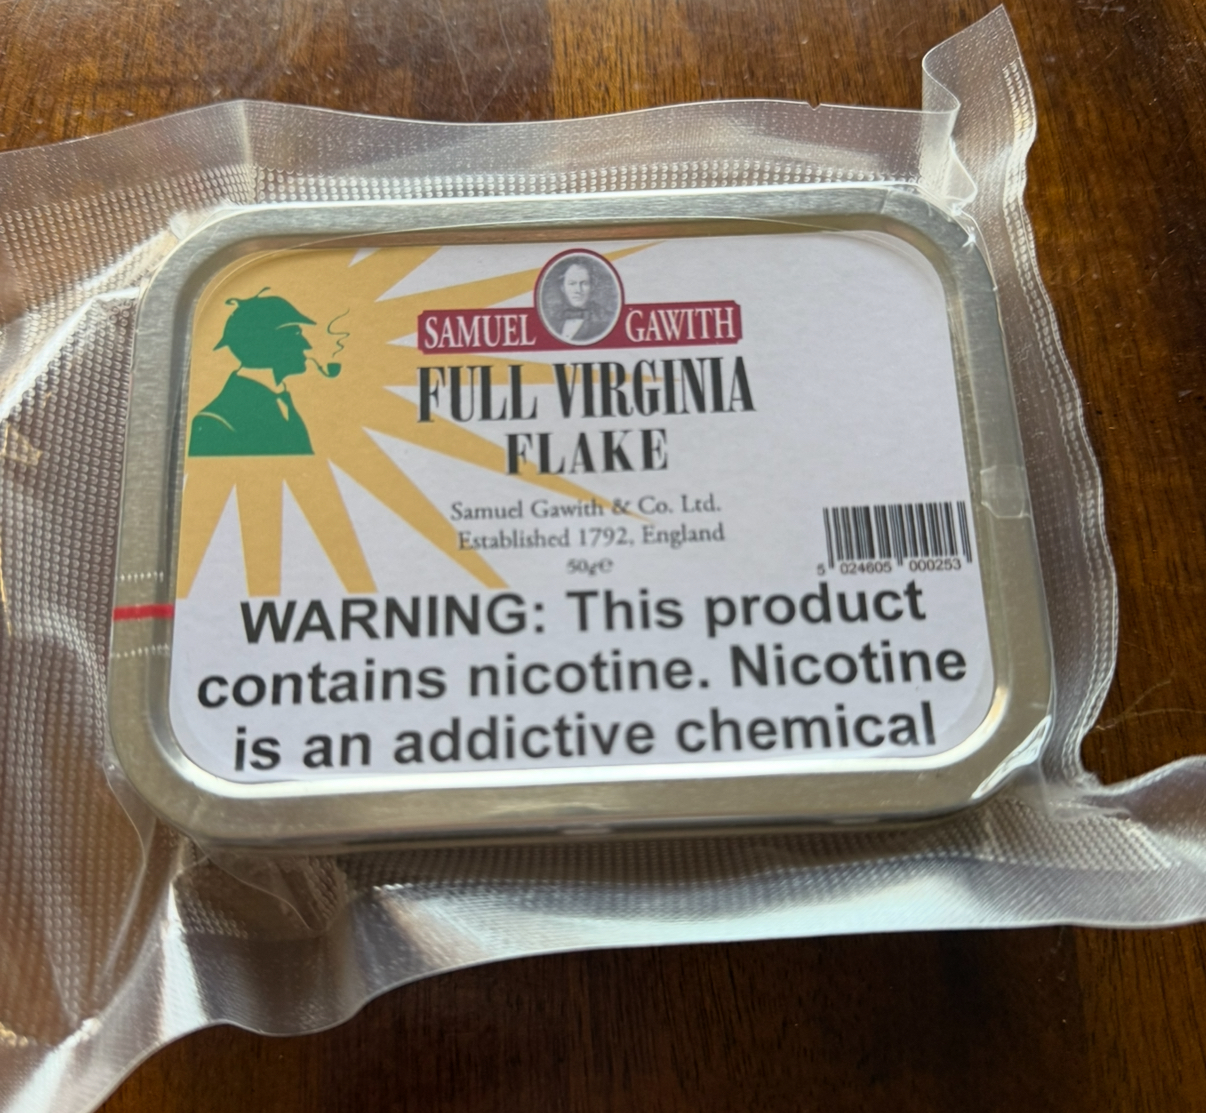 SAMUEL GAWITH
FULL VIRGINIA
FLAKE
Samuel Gawith & Co. Ltd.
Established 1792, England
50g℮
5 024605 000253
WARNING: This product
contains nicotine. Nicotine
is an addictive chemical